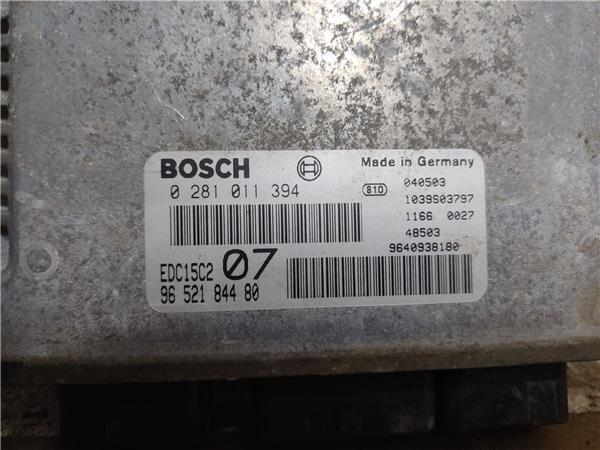 BOSCH
Made in Germany
0 281 011 394
810
040503
1039S03797
1166 0027
48503
9640938180
EDC15C2 07
96 521 844 80